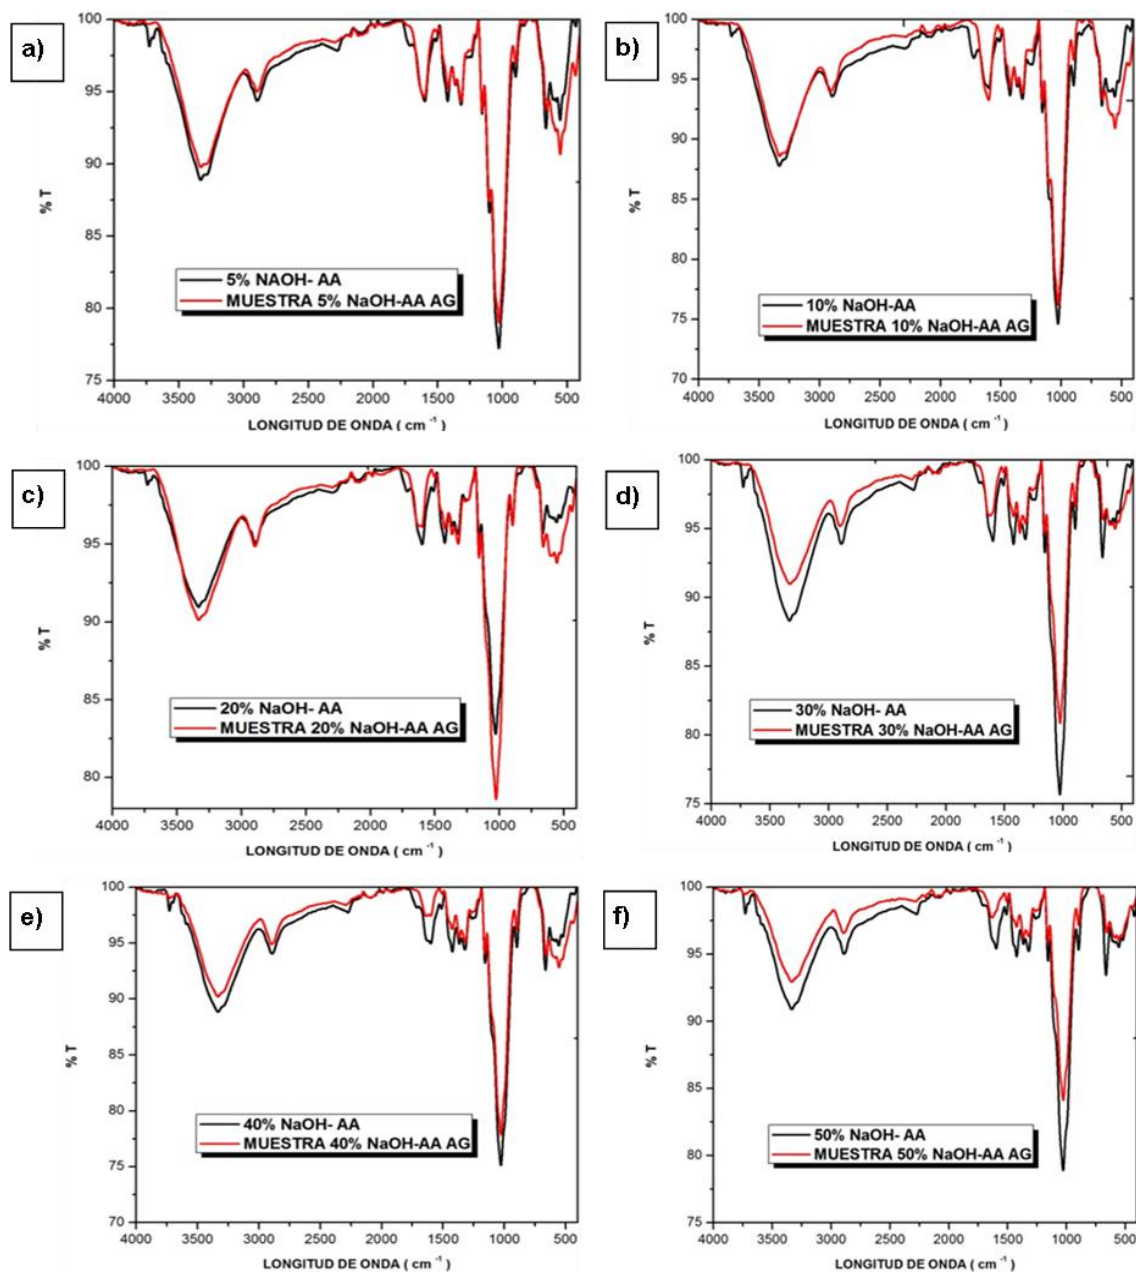 a)
100
95
90
85
80
75
% T
5% NAOH- AA
MUESTRA 5% NaOH-AA AG
4000 3500 3000 2500 2000 1500 1000 500
LONGITUD DE ONDA ( cm -1 )
b)
100
95
90
85
80
75
70
% T
10% NaOH-AA
MUESTRA 10% NaOH-AA AG
4000 3500 3000 2500 2000 1500 1000 500
LONGITUD DE ONDA ( cm -1 )
c)
100
95
90
85
80
% T
20% NaOH- AA
MUESTRA 20% NaOH-AA AG
4000 3500 3000 2500 2000 1500 1000 500
LONGITUD DE ONDA ( cm -1 )
d)
100
95
90
85
80
75
% T
30% NaOH- AA
MUESTRA 30% NaOH-AA AG
4000 3500 3000 2500 2000 1500 1000 500
LONGITUD DE ONDA ( cm -1 )
e)
100
95
90
85
80
75
70
% T
40% NaOH- AA
MUESTRA 40% NaOH-AA AG
4000 3500 3000 2500 2000 1500 1000 500
LONGITUD DE ONDA ( cm -1 )
f)
100
95
90
85
80
75
% T
50% NaOH- AA
MUESTRA 50% NaOH-AA AG
4000 3500 3000 2500 2000 1500 1000 500
LONGITUD DE ONDA ( cm -1 )